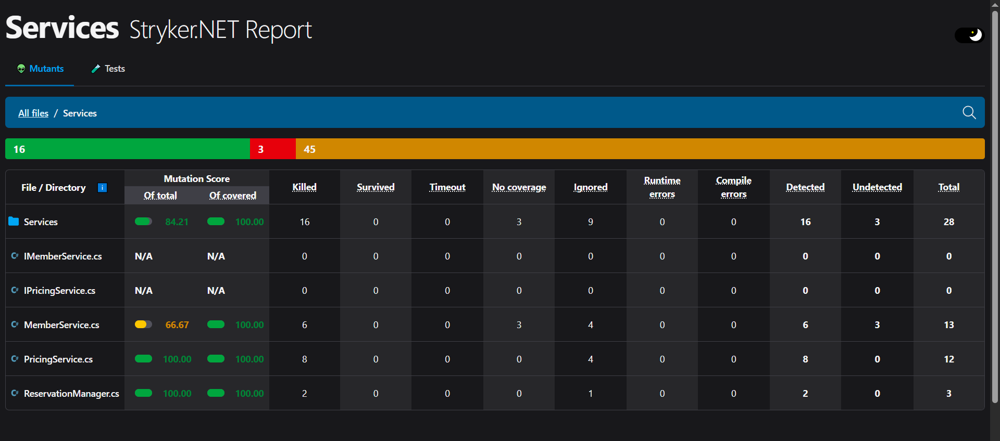 Services Stryker.NET Report
Mutants Tests
All files / Services
16 3 45
File / Directory i Mutation Score Killed Survived Timeout No coverage Ignored Runtime errors Compile errors Detected Undetected Total
Of total Of covered
Services 84.21 100.00 16 0 0 3 9 0 0 16 3 28
C# IMemberService.cs N/A N/A 0 0 0 0 0 0 0 0 0 0
C# IPricingService.cs N/A N/A 0 0 0 0 0 0 0 0 0 0
C# MemberService.cs 66.67 100.00 6 0 0 3 4 0 0 6 3 13
C# PricingService.cs 100.00 100.00 8 0 0 0 4 0 0 8 0 12
C# ReservationManager.cs 100.00 100.00 2 0 0 0 1 0 0 2 0 3